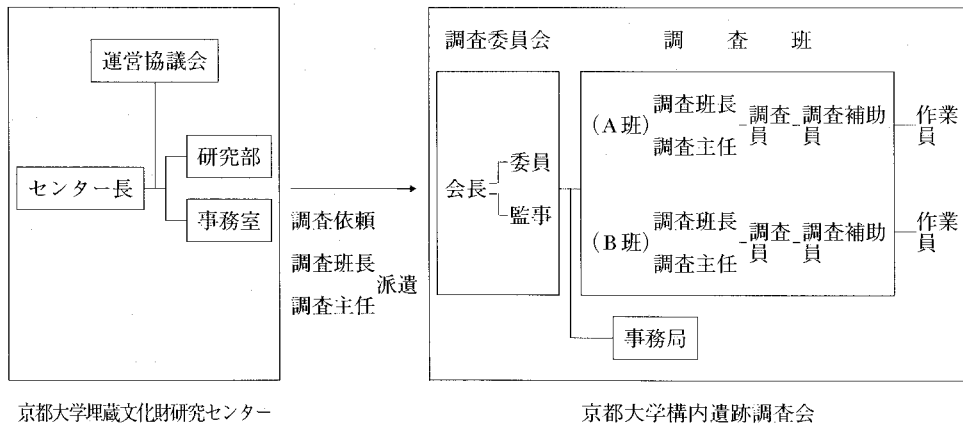 運営協議会
研究部
センター長
事務室
京都大学埋蔵文化財研究センター
調査依頼
調査班長
調査主任
派遣
調査委員会
会長
委員
監事
調査班
(A班)
調査班長
調査主任
調査員
調査補助員
作業員
(B班)
調査班長
調査主任
調査員
調査補助員
作業員
事務局
京都大学構内遺跡調査会